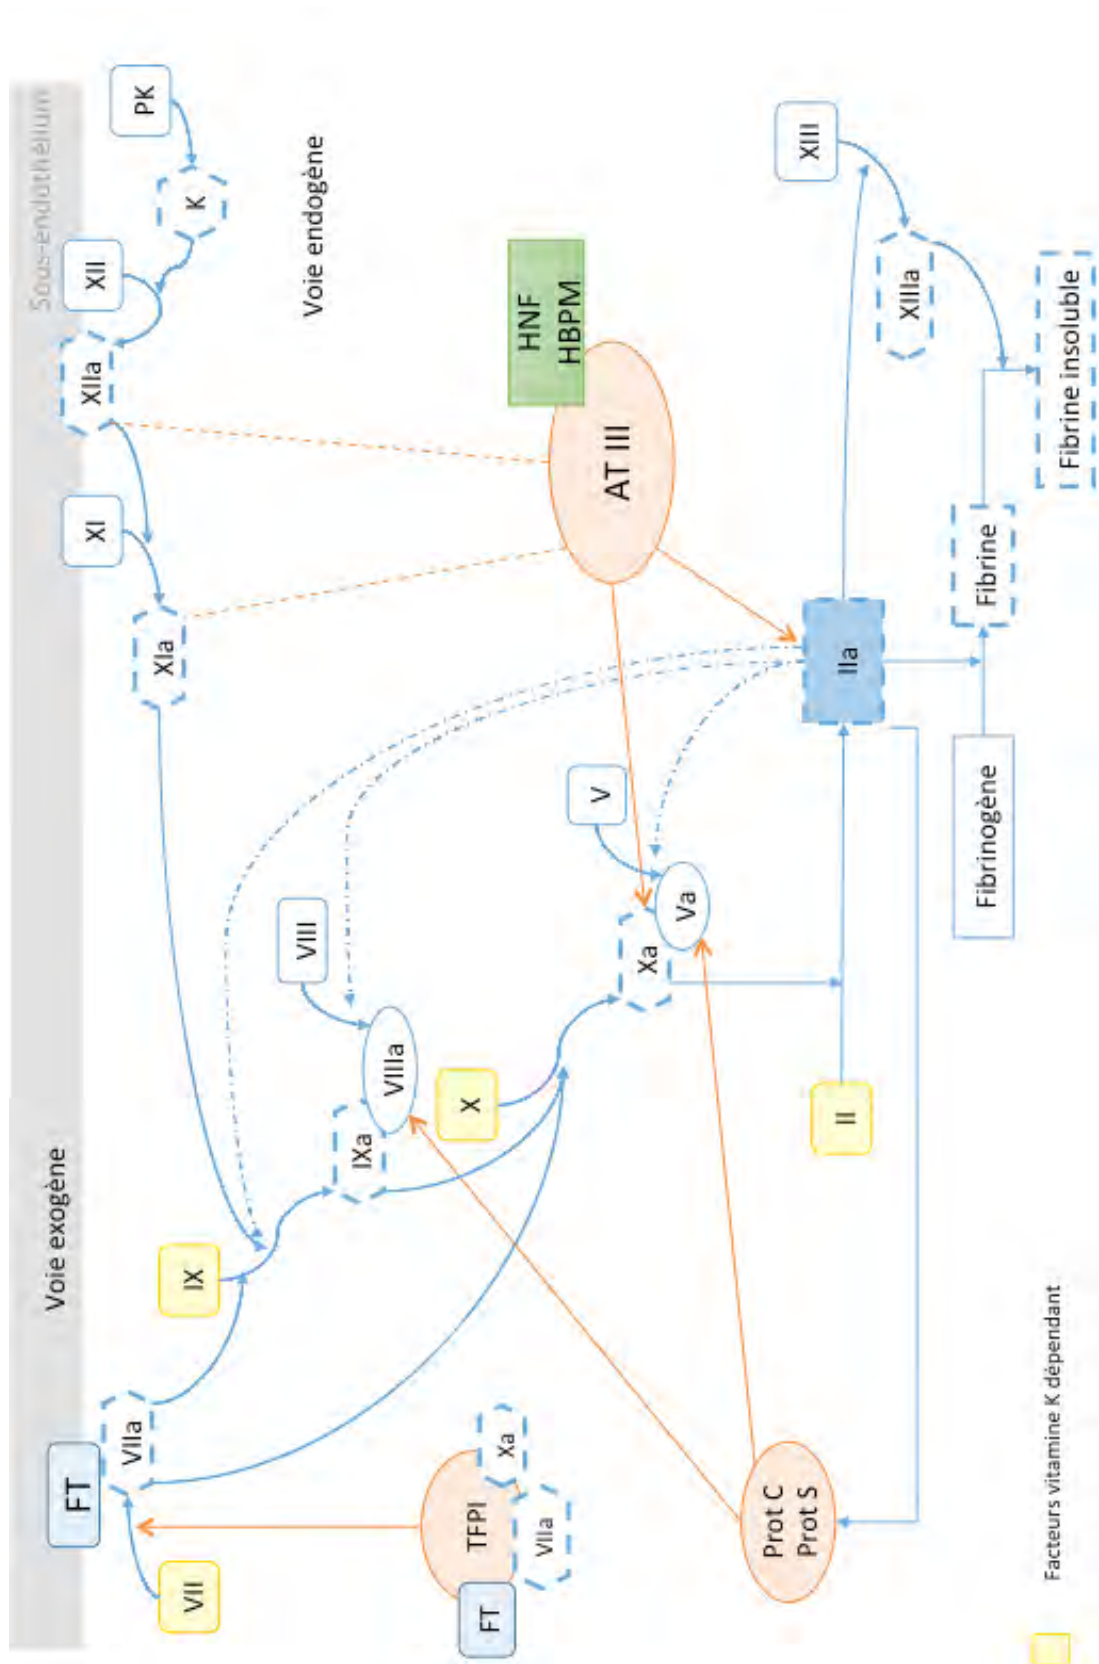 Sous-endothélium
Voie exogène
FT
VII
VIIa
IX
XI
XIa
XII
XIIa
PK
K
Voie endogène
VIII
VIIIa
IXa
X
TFPI
Xa
VIIa
FT
HNF
HBPM
AT III
V
Va
Xa
Prot C
Prot S
II
IIa
XIII
XIIIa
Fibrinogène
Fibrine
Fibrine insoluble
Facteurs vitamine K dépendant